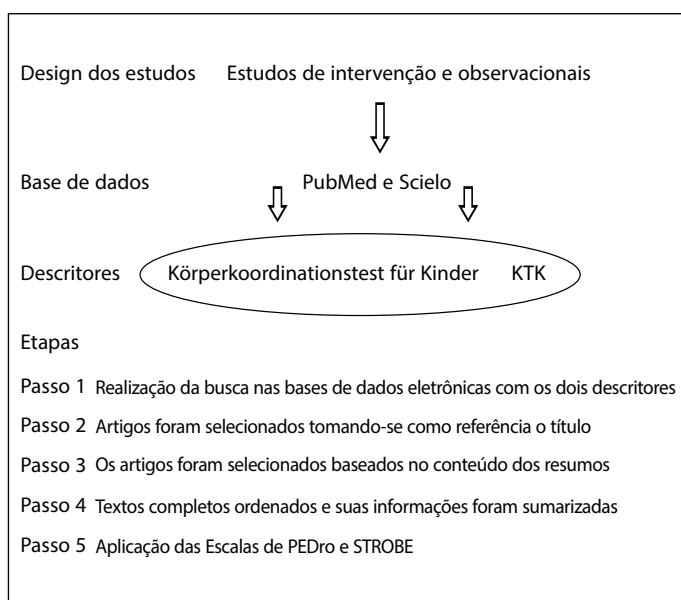 Design dos estudos Estudos de intervenção e observacionais
Base de dados PubMed e Scielo
Descritores Körperkoordinationstest für Kinder KTK
Etapas
Passo 1 Realização da busca nas bases de dados eletrônicas com os dois descritores
Passo 2 Artigos foram selecionados tomando-se como referência o título
Passo 3 Os artigos foram selecionados baseados no conteúdo dos resumos
Passo 4 Textos completos ordenados e suas informações foram sumarizadas
Passo 5 Aplicação das Escalas de PEDro e STROBE